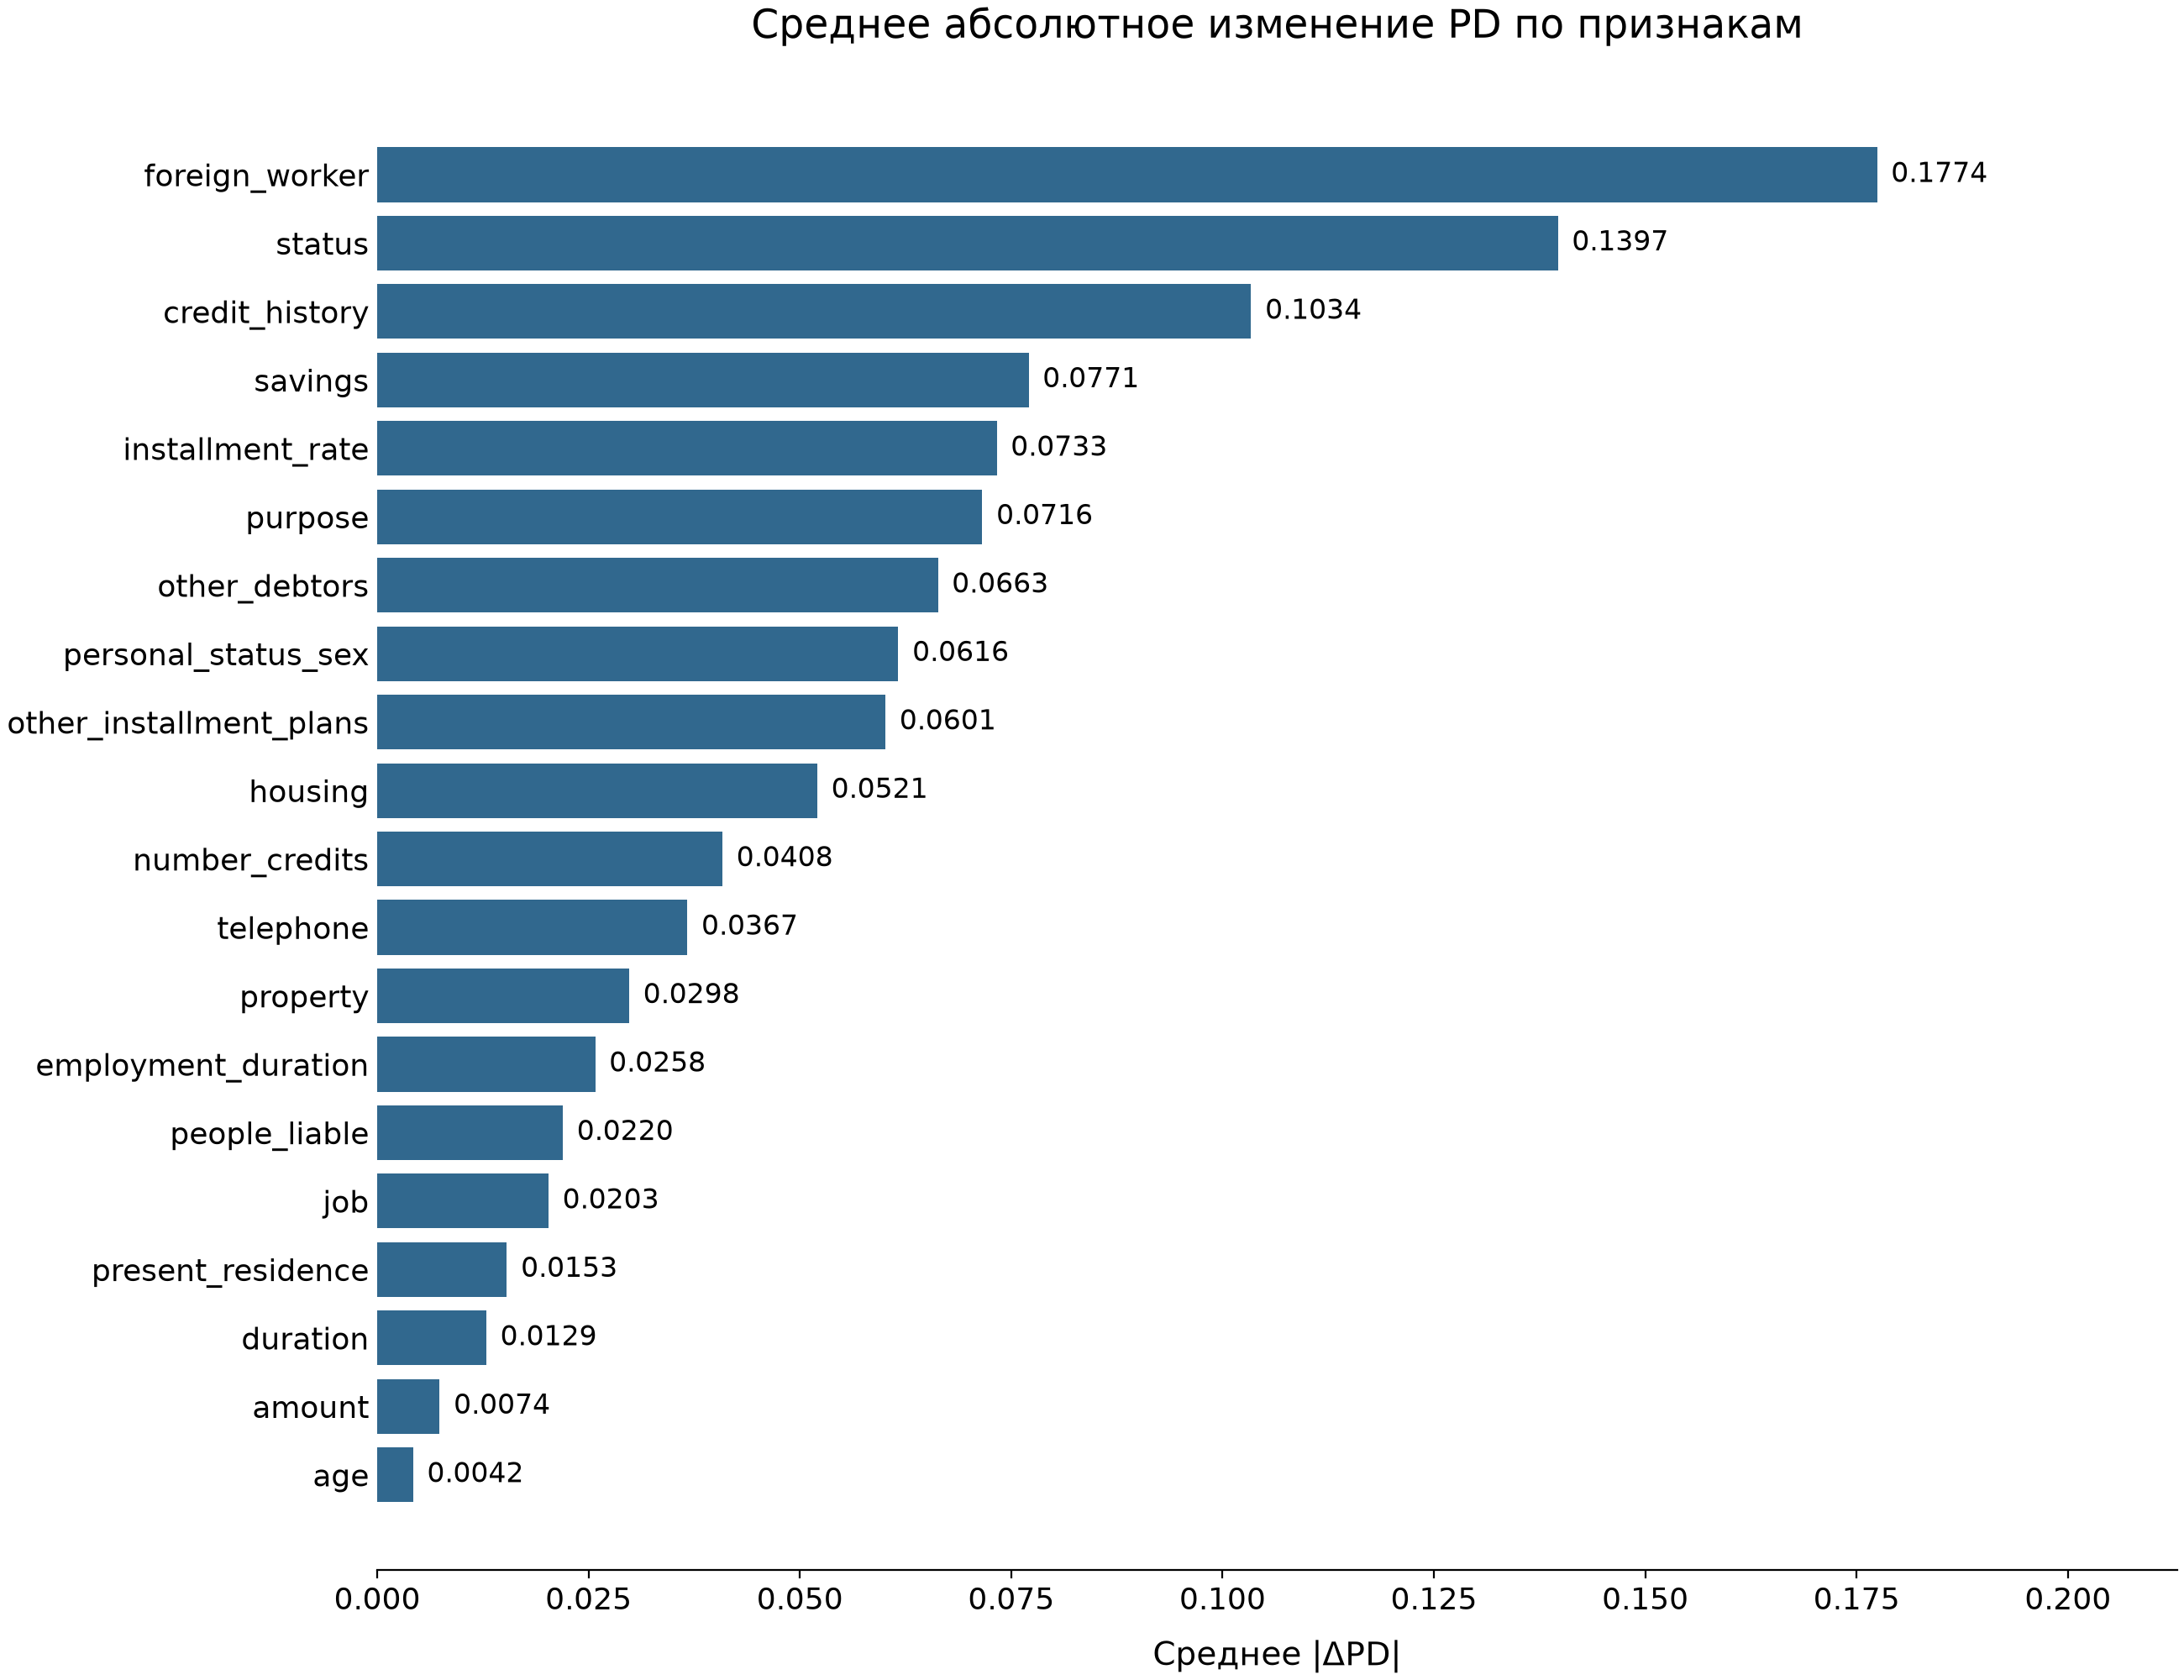 Среднее абсолютное изменение PD по признакам
foreign_worker 0.1774
status 0.1397
credit_history 0.1034
savings 0.0771
installment_rate 0.0733
purpose 0.0716
other_debtors 0.0663
personal_status_sex 0.0616
other_installment_plans 0.0601
housing 0.0521
number_credits 0.0408
telephone 0.0367
property 0.0298
employment_duration 0.0258
people_liable 0.0220
job 0.0203
present_residence 0.0153
duration 0.0129
amount 0.0074
age 0.0042
0.000 0.025 0.050 0.075 0.100 0.125 0.150 0.175 0.200
Среднее |ΔPD|